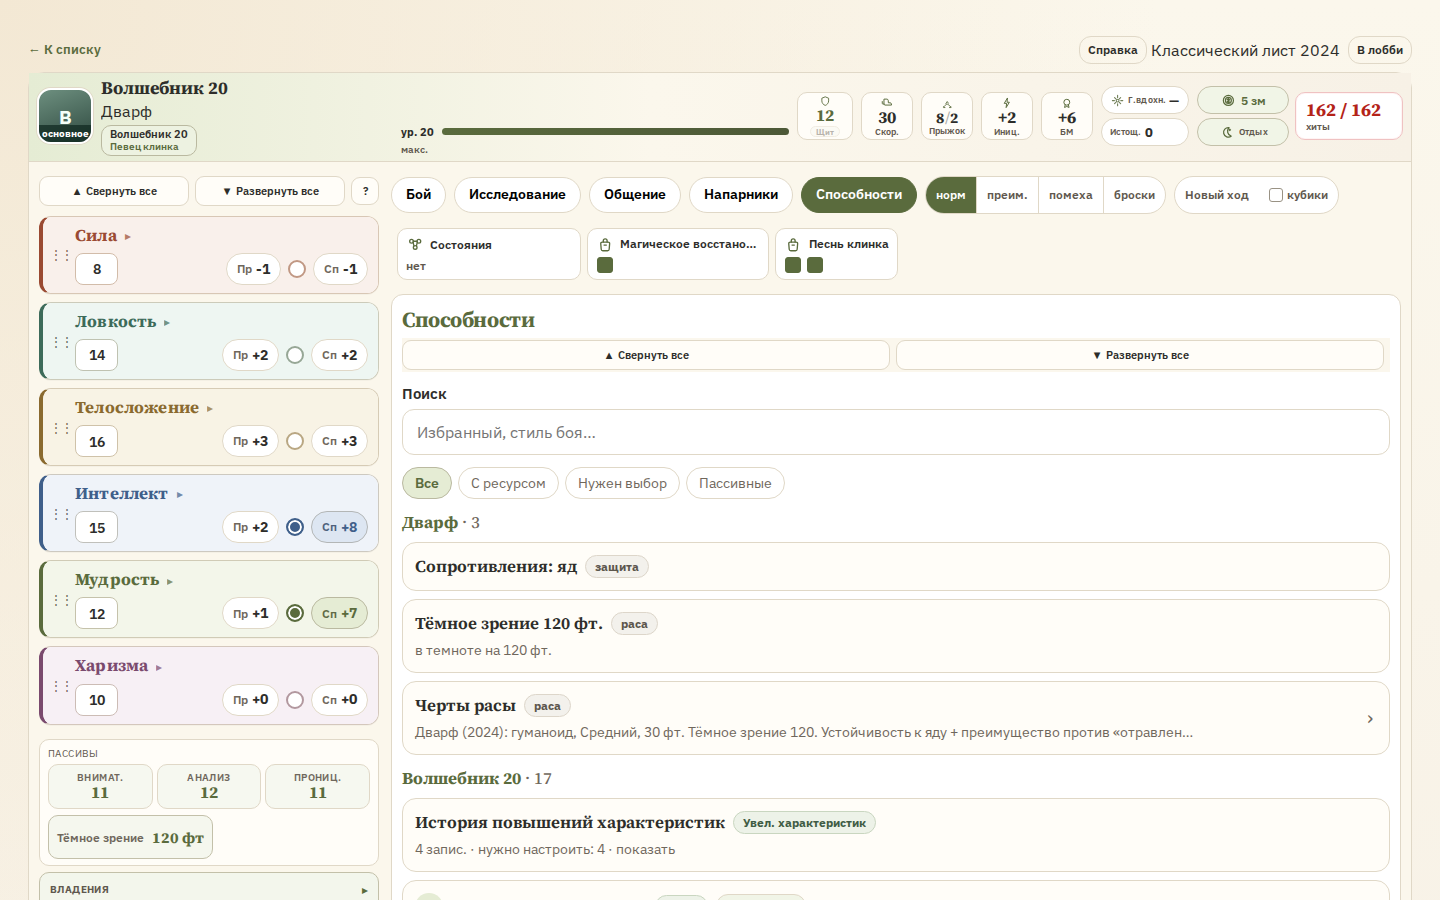 ← К списку
Справка
Классический лист 2024
В лобби
В
основное
Волшебник 20
Дварф
Волшебник 20
Певец клинка
ур. 20
макс.
12
Щит
30
Скор.
8/2
Прыжок
+2
Иниц.
+6
БМ
Г.вдохн. —
Истощ. 0
5 зм
Отдых
162 / 162
хиты
▲ Свернуть все
▼ Развернуть все
?
Бой
Исследование
Общение
Напарники
Способности
норм
преим.
помеха
броски
Новый ход
кубики
Сила ▸
8
Пр -1
Сп -1
Ловкость ▸
14
Пр +2
Сп +2
Телосложение ▸
16
Пр +3
Сп +3
Интеллект ▸
15
Пр +2
Сп +8
Мудрость ▸
12
Пр +1
Сп +7
Харизма ▸
10
Пр +0
Сп +0
ПАССИВЫ
ВНИМАТ.
11
АНАЛИЗ
12
ПРОНИЦ.
11
Тёмное зрение 120 фт
ВЛАДЕНИЯ ▸
Состояния
нет
Магическое восстано...
Песнь клинка
Способности
▲ Свернуть все
▼ Развернуть все
Поиск
Избранный, стиль боя...
Все
С ресурсом
Нужен выбор
Пассивные
Дварф · 3
Сопротивления: яд
защита
Тёмное зрение 120 фт.
раса
в темноте на 120 фт.
Черты расы
раса
Дварф (2024): гуманоид, Средний, 30 фт. Тёмное зрение 120. Устойчивость к яду + преимущество против «отравлен...
›
Волшебник 20 · 17
История повышений характеристик
Увел. характеристик
4 запис. · нужно настроить: 4 · показать